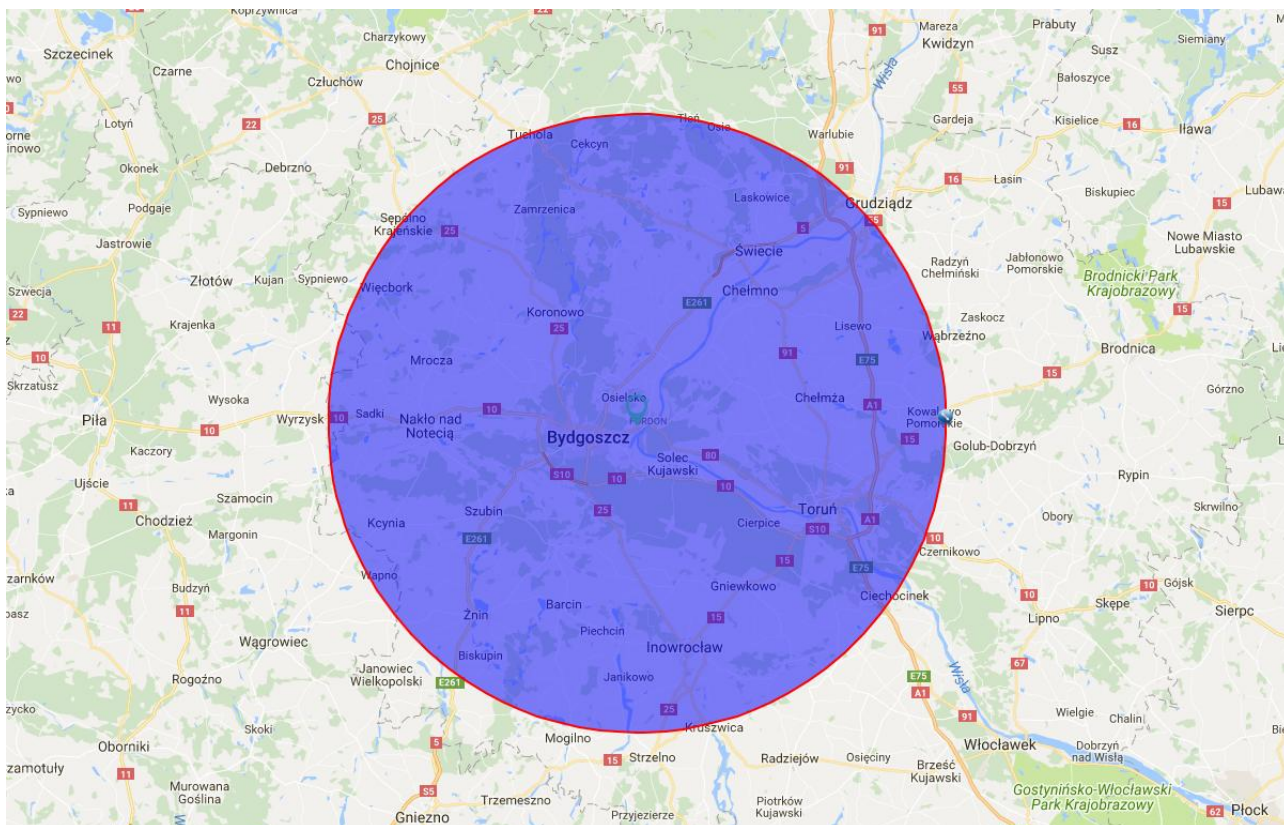 Koprzywnica
22
Szczecinek
Charzykowy
Chojnice
91
Mareza
Kwidzyn
Prabuty
Susz
Siemiany
Czarne
Człuchów
Wisła
Bałoszyce
20
55
Lotyń
22
25
Tłeń
Osie
Warlubie
Gardeja
Kisielice
16
Iława
Tuchola
Cekcyn
Okonek
Debrzno
91
16
Łasin
Biskupiec
Lubawa
Sypniewo
Podgaje
Zamrzenica
Laskowice
Grudziądz
15
Sępólno
Krajeńskie
25
5
55
Jastrowie
Nowe Miasto
Lubawskie
Świecie
Złotów
Kujan
Sypniewo
Więcbork
Chełmno
Radzyń
Chełmiński
Jabłonowo
Pomorskie
Brodnicki Park
Krajobrazowy
Szwecja
22
11
E261
Koronowo
25
Krajenka
Lisewo
Zaskocz
15
Wąbrzeźno
Brodnica
10
Mrocza
91
E75
15
Skrzatusz
Górzno
Wysoka
Osielsko
Chełmża
A1
Kowalewo
Pomorskie
Piła
10
Wyrzysk
10
Sadki
Nakło nad
Notecią
10
FORDON
Bydgoszcz
15
Golub-Dobrzyń
Kaczory
Solec
Kujawski
80
Rypin
Ujście
11
Szamocin
S10
10
10
Skrwilno
Chodzież
Margonin
Kcynia
Szubin
25
Cierpice
Toruń
S10
A1
Obory
10
Czernikowo
E261
15
E75
Wapno
Gniewkowo
Ciechocinek
10
Skępe
10
Gójsk
Sierpc
Budzyń
11
Żnin
Barcin
15
Lipno
Wągrowiec
Piechcin
Inowrocław
Biskupin
67
Janowiec
Wielkopolski
E261
Janikowo
Rogoźno
E75
A1
Wisła
25
Kruszwica
91
Wielgie
Chalin
Skoki
5
Mogilno
Oborniki
15
Strzelno
Radziejów
Osięciny
Włocławek
Dobrzyń
nad Wisłą
11
Brześć
Kujawski
Murowana
Goślina
S5
Trzemeszno
Piotrków
Kujawski
Gostynińsko-Włocławski
Park Krajobrazowy
Gniezno
Przyjezierze
62
Płock